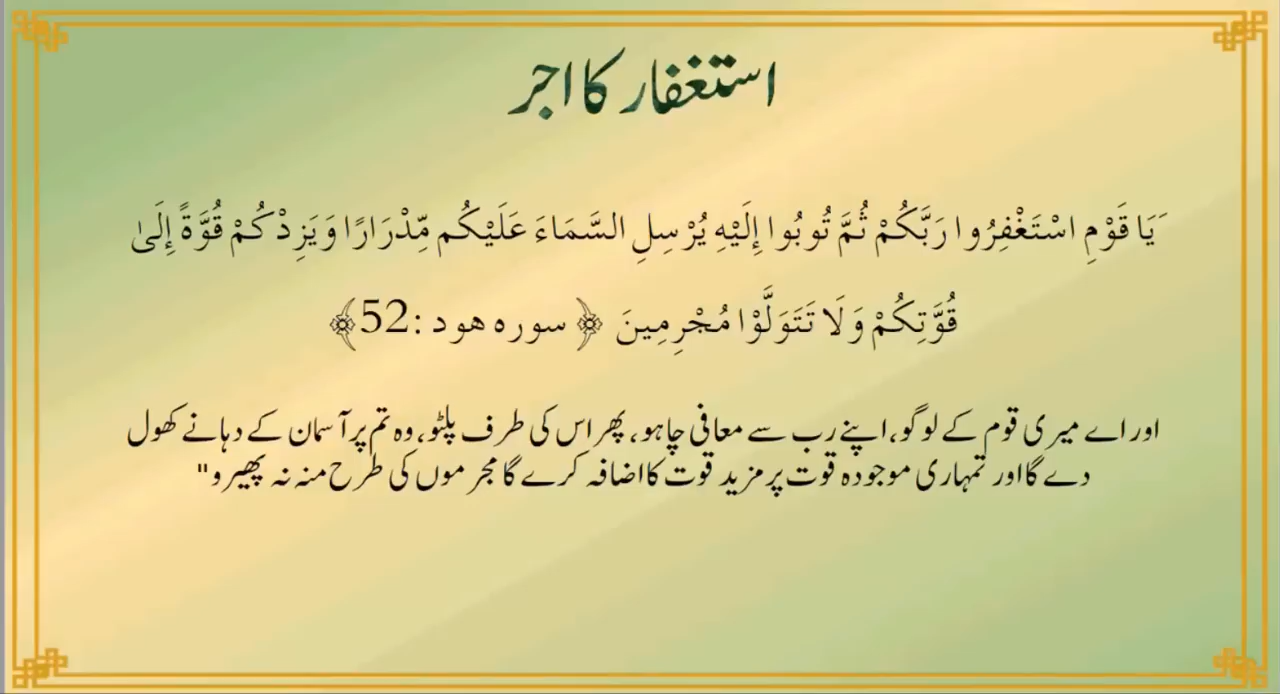 استغفار کا اجر
َيَا قَوْمِ اسْتَغْفِرُوا رَبَّكُمْ ثُمَّ تُوبُوا إِلَيْهِ يُرْسِلِ السَّمَاءَ عَلَيْكُم مِّدْرَارًا وَيَزِدْكُمْ قُوَّةً إِلَىٰ
قُوَّتِكُمْ وَلَا تَتَوَلَّوْا مُجْرِمِينَ ﴿ سورہ ھود :52﴾
اور اے میری قوم کے لوگو، اپنے رب سے معافی چاہو، پھر اس کی طرف پلٹو، وہ تم پر آسمان کے دہانے کھول
دے گا اور تمہاری موجودہ قوت پر مزید قوت کا اضافہ کرے گا مجرموں کی طرح منہ نہ پھیرو"